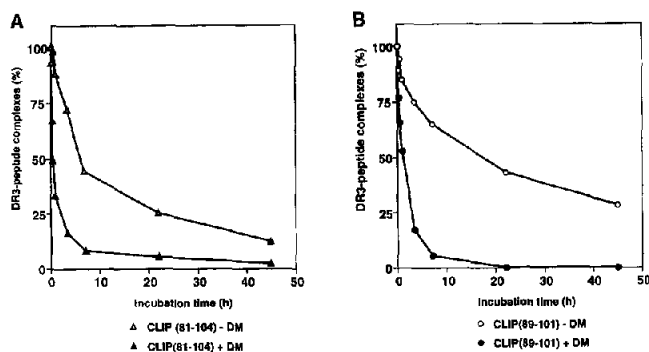 A
DR3-peptide complexes (%)
100
75
50
25
0
0 10 20 30 40 50
Incubation time (h)
CLIP (81-104) - DM
CLIP(81-104) + DM
B
DR3-peptide complexes (%)
100
75
50
25
0
0 10 20 30 40 50
Incubation time (h)
CLIP(89-101) - DM
CLIP(89-101) + DM